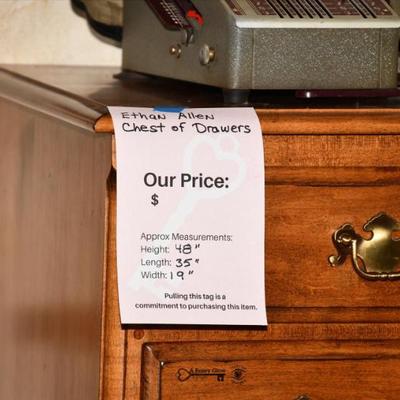 Ethan Allen
Chest of Drawers
Our Price:
$
Approx Measurements:
Height: 48"
Length: 35"
Width: 19"
Pulling this tag is a
commitment to purchasing this item.